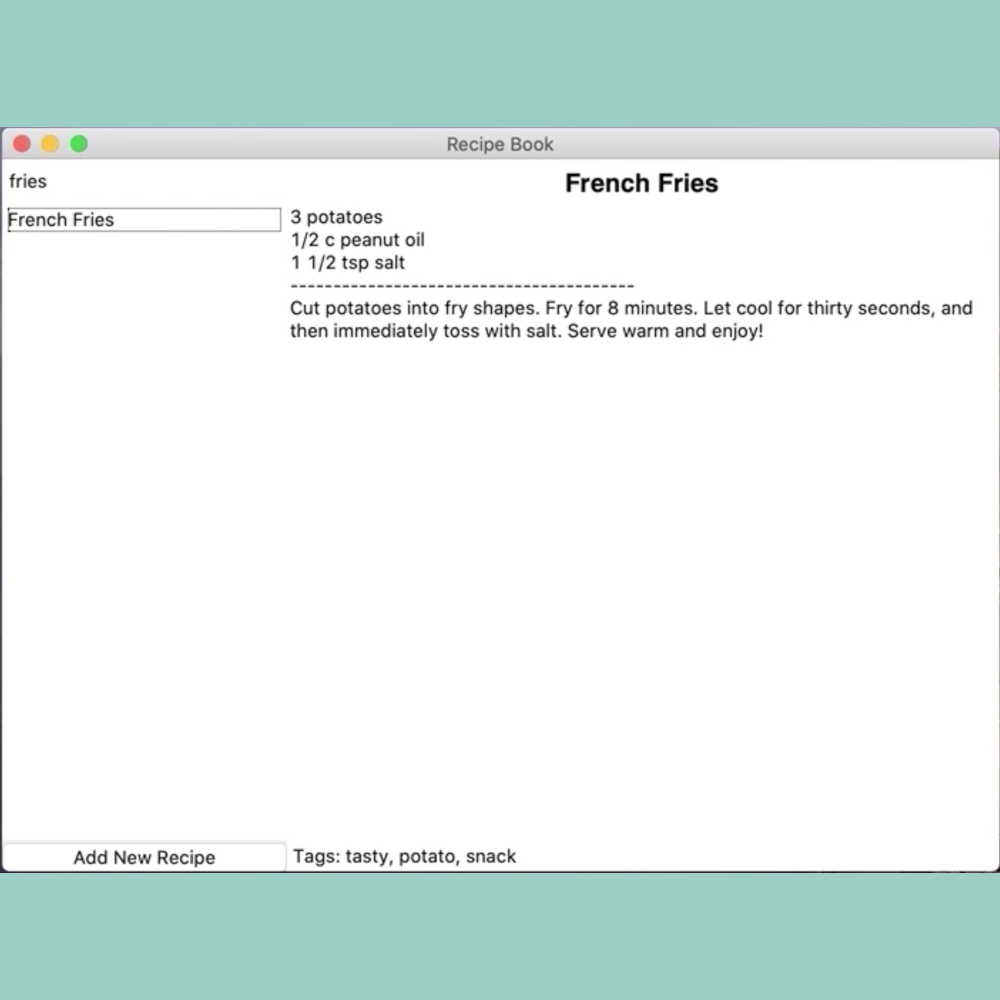 Recipe Book
fries
French Fries
French Fries
3 potatoes
1/2 c peanut oil
1 1/2 tsp salt
----------------------------------------
Cut potatoes into fry shapes. Fry for 8 minutes. Let cool for thirty seconds, and
then immediately toss with salt. Serve warm and enjoy!
Add New Recipe
Tags: tasty, potato, snack